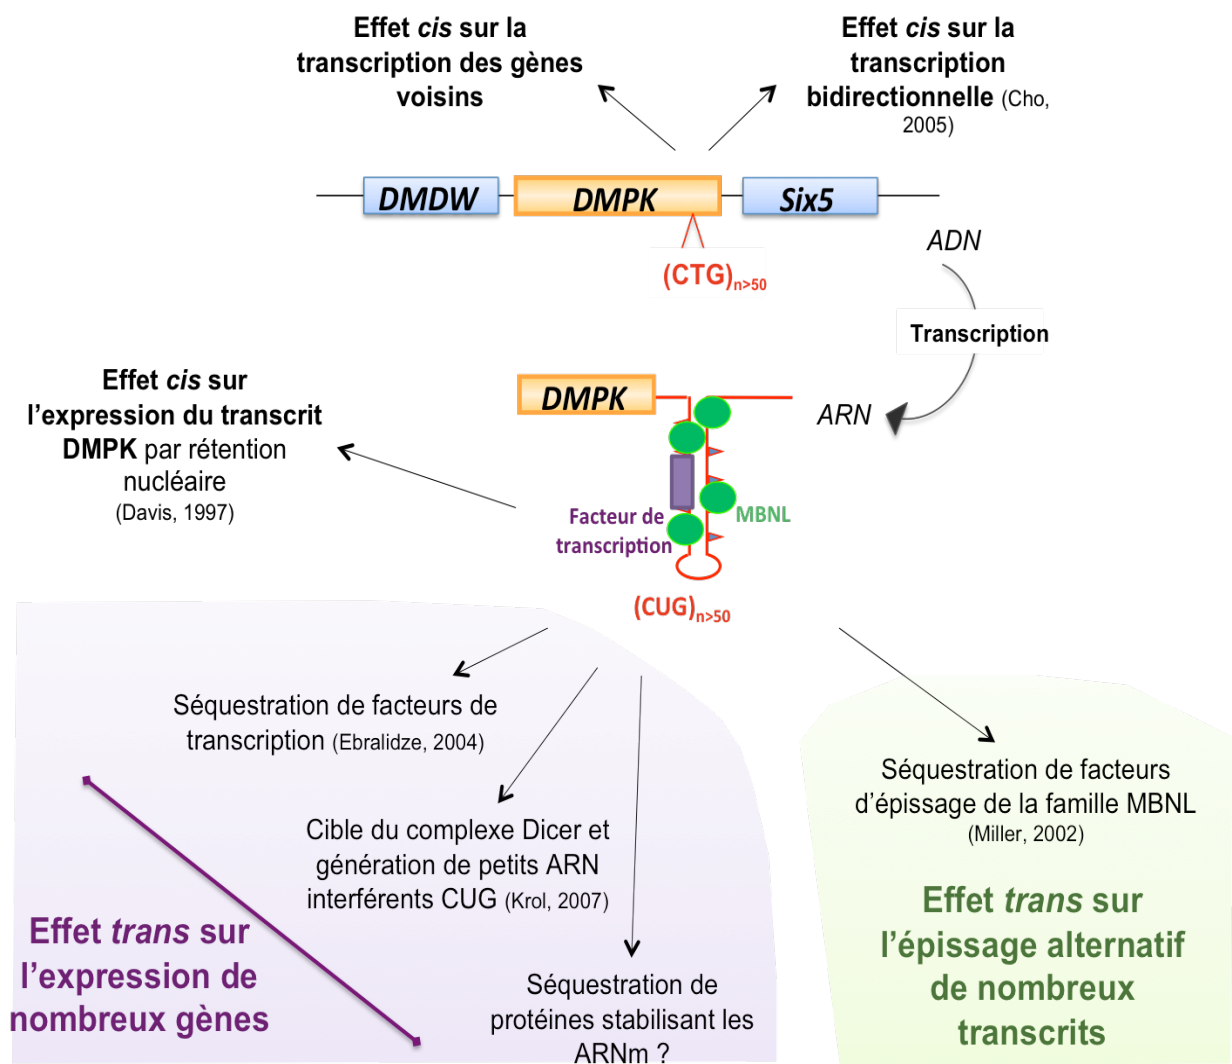 Effet cis sur la
transcription des gènes
voisins
Effet cis sur la
transcription
bidirectionnelle (Cho,
2005)
DMDW
DMPK
Six5
(CTG)n>50
ADN
Transcription
ARN
Effet cis sur
l’expression du transcrit
DMPK par rétention
nucléaire
(Davis, 1997)
DMPK
Facteur de
transcription
MBNL
(CUG)n>50
Séquestration de facteurs de
transcription (Ebralidze, 2004)
Cible du complexe Dicer et
génération de petits ARN
interférents CUG (Krol, 2007)
Séquestration de
protéines stabilisant les
ARNm ?
Effet trans sur
l’expression de
nombreux gènes
Séquestration de facteurs
d’épissage de la famille MBNL
(Miller, 2002)
Effet trans sur
l’épissage alternatif
de nombreux
transcrits